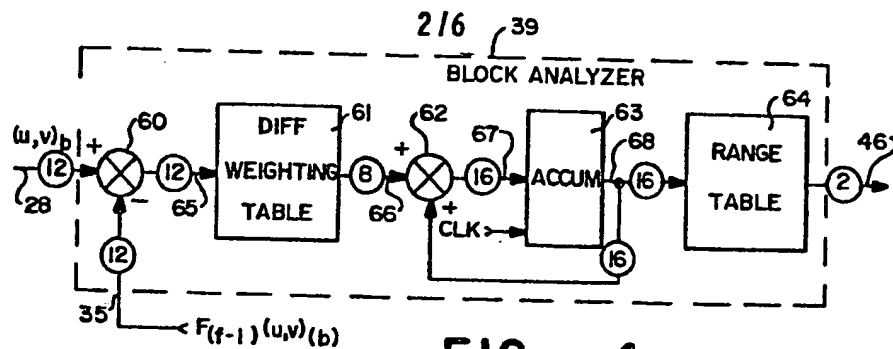 2/6
39
BLOCK ANALYZER
(u,v)b + 60 61 62 63 64
12 12 DIFF WEIGHTING TABLE 8 + 16 67 ACCUM 68 16 RANGE TABLE 2 46
28 − 65 66 + CLK 16
12
35
F(f-1)(u,v)(b)